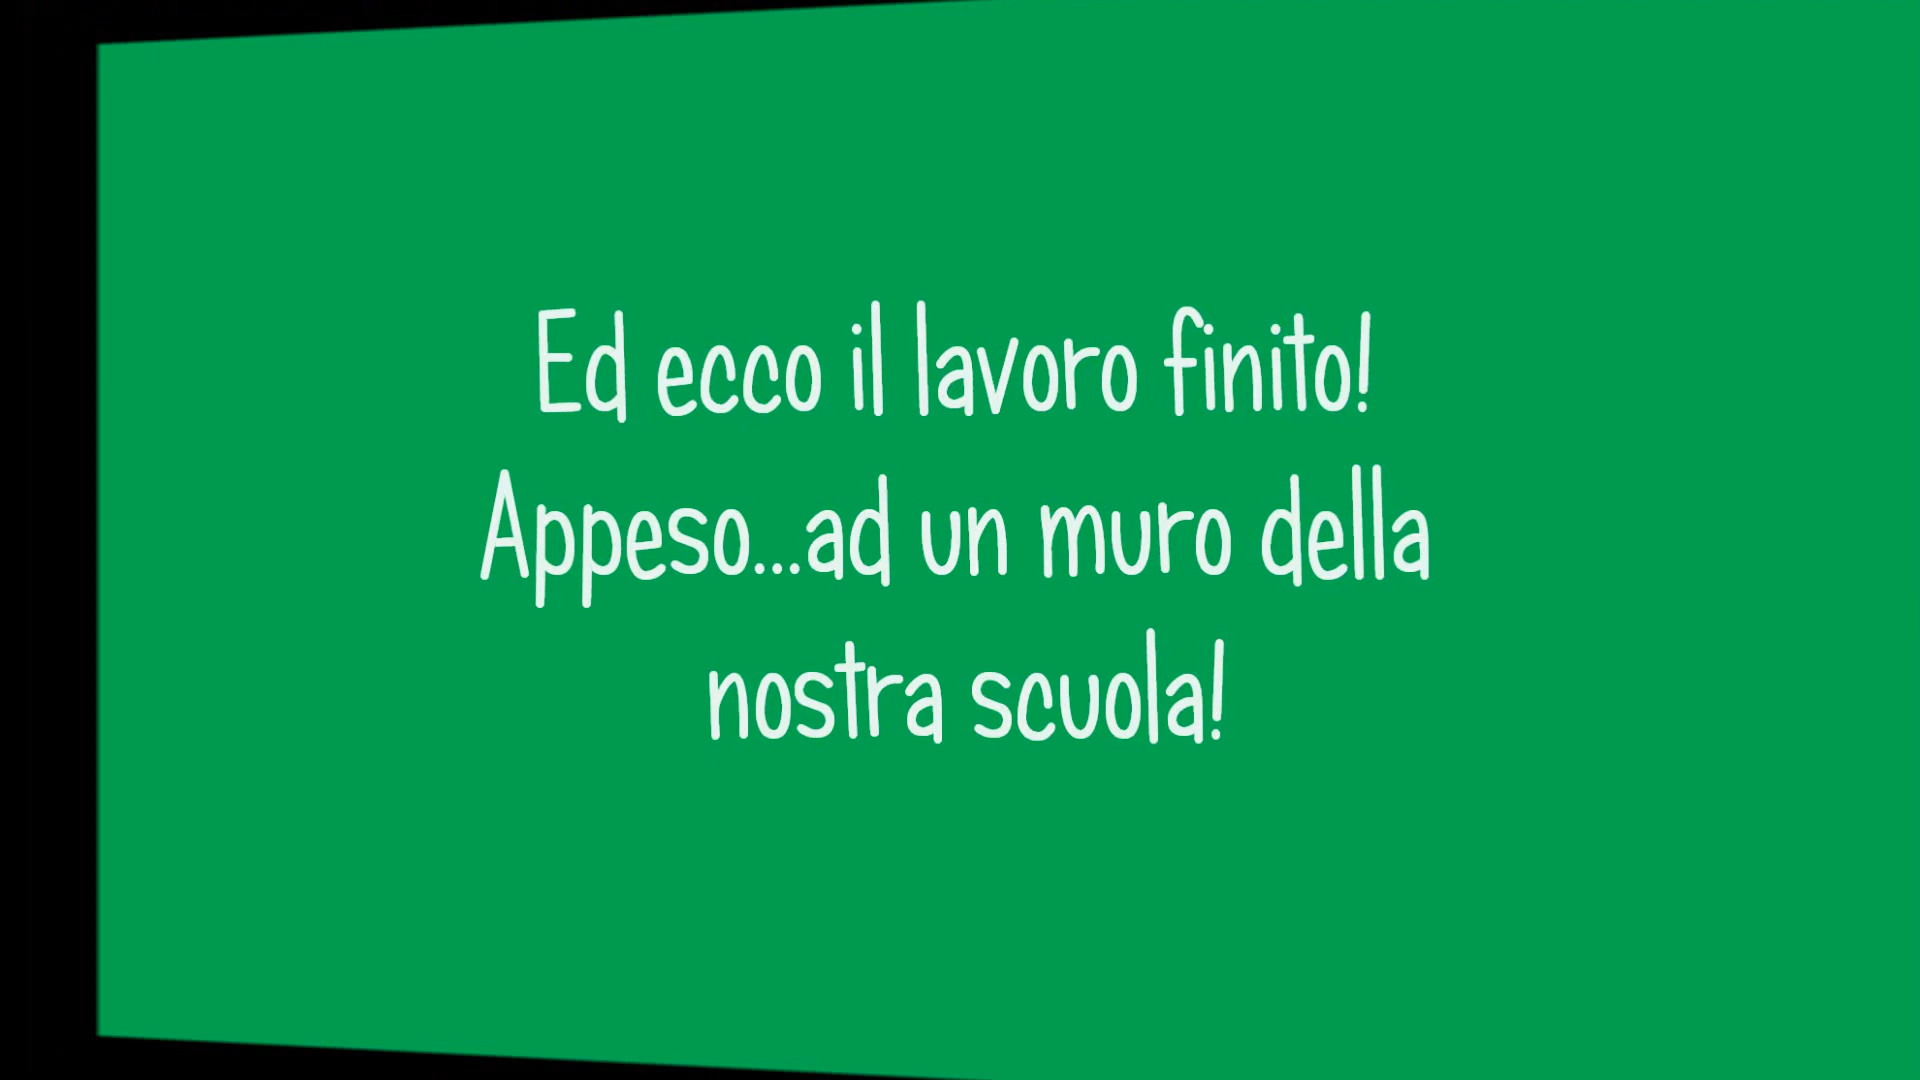 Ed ecco il lavoro finito!
Appeso...ad un muro della
nostra scuola!